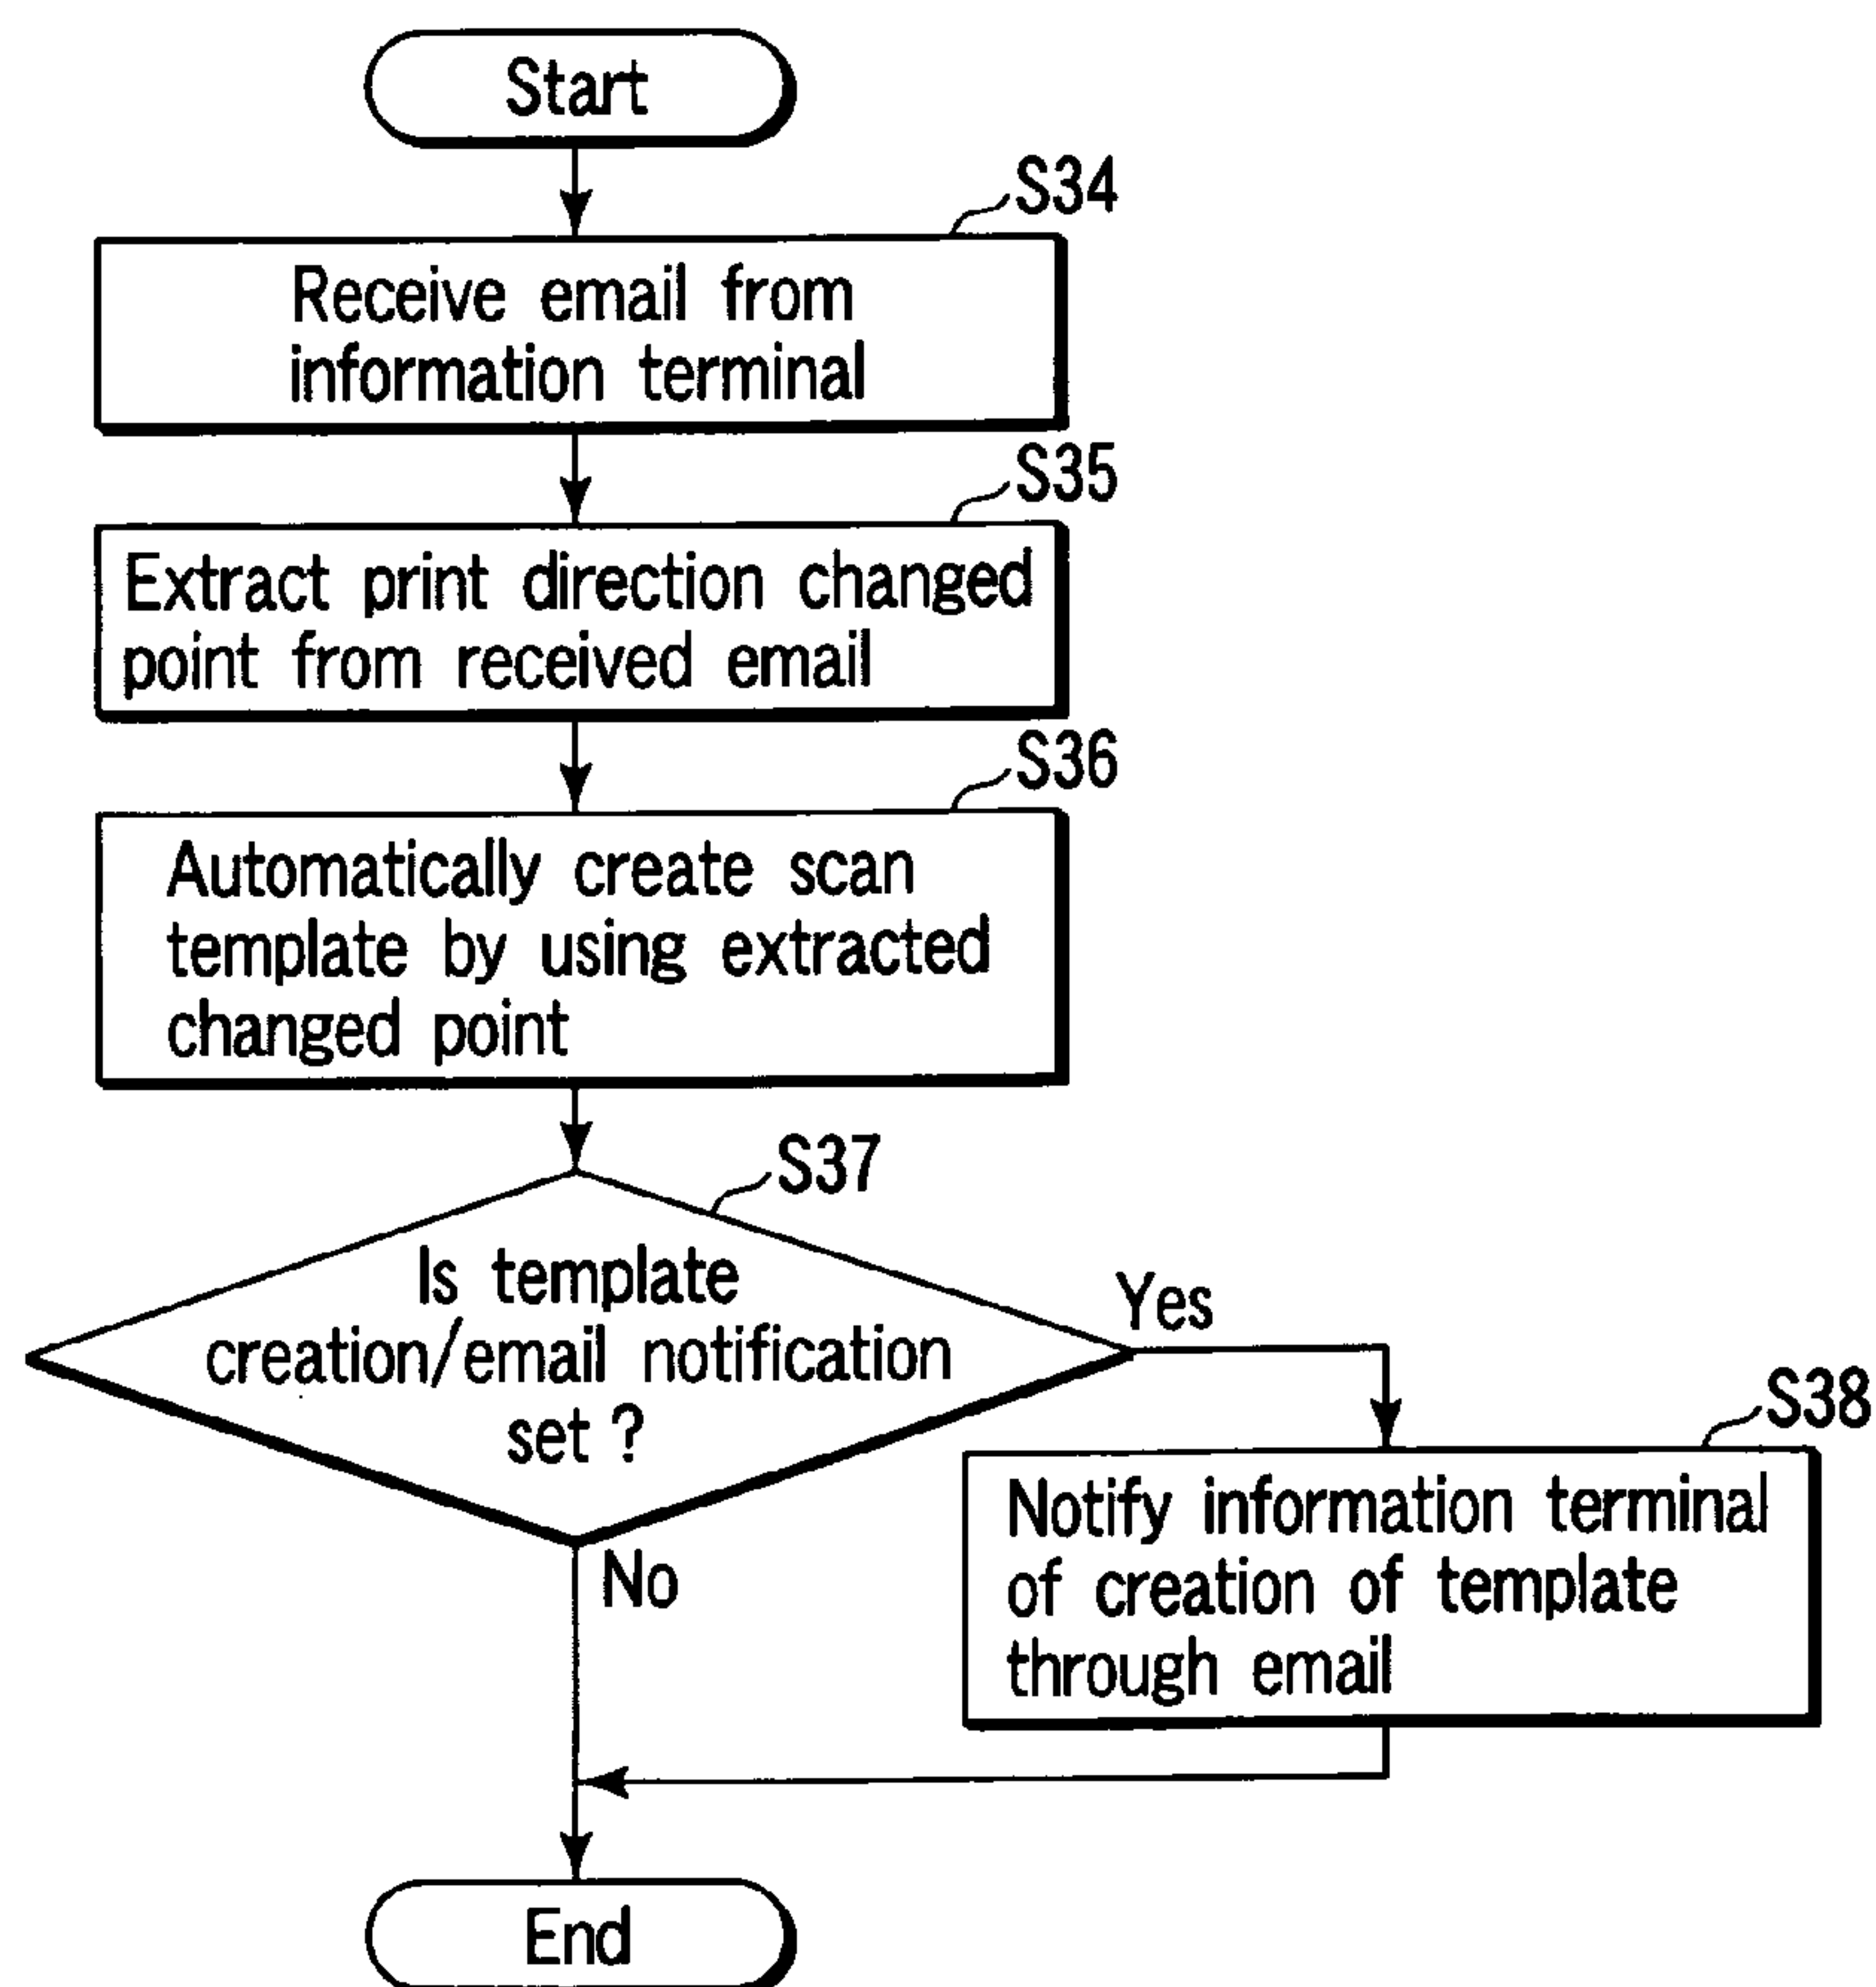 Start
S34
Receive email from
information terminal
S35
Extract print direction changed
point from received email
S36
Automatically create scan
template by using extracted
changed point
S37
Is template
creation/email notification
set ?
Yes
S38
Notify information terminal
of creation of template
through email
No
End